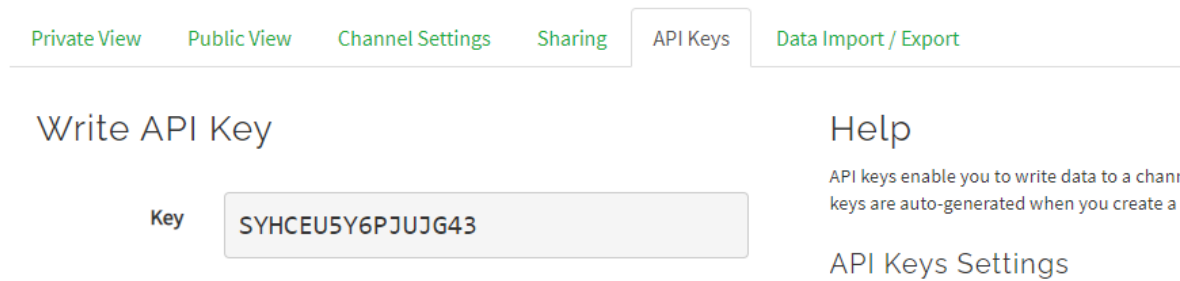 Private View Public View Channel Settings Sharing API Keys Data Import / Export
Write API Key
Key SYHCEU5Y6PJUJG43
Help
API keys enable you to write data to a
keys are auto-generated when you create a
API Keys Settings